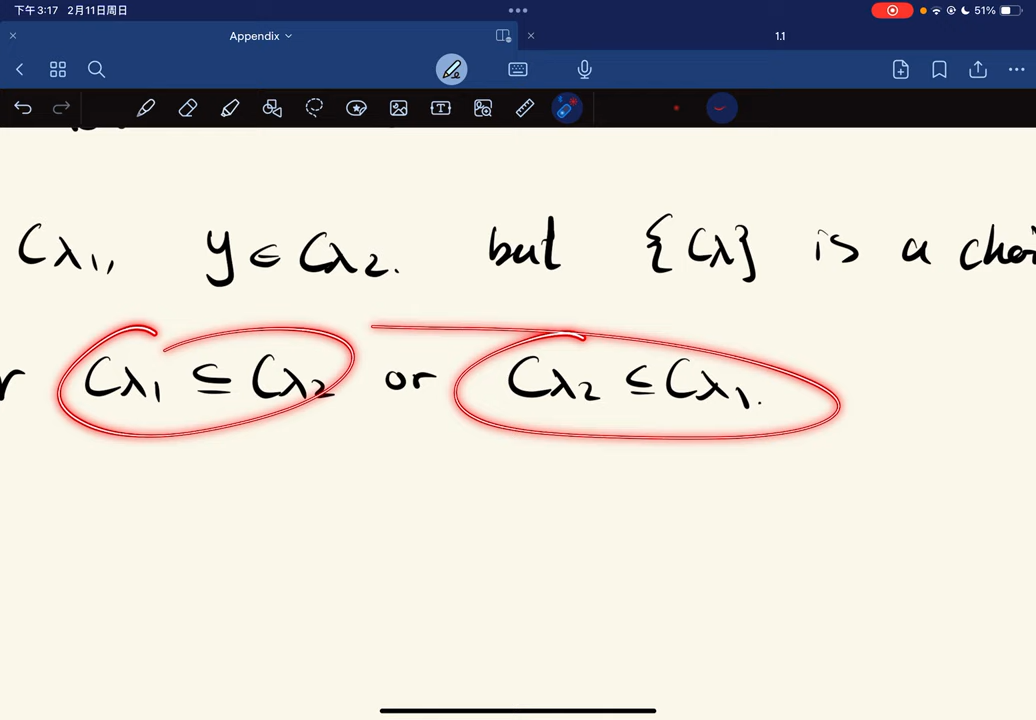 下午3:17 2月11日周日 51%
Appendix 1.1
Cλ₁, y ∈ Cλ₂. but {Cλ} is a
Cλ₁ ⊆ Cλ₂ or Cλ₂ ⊆ Cλ₁.